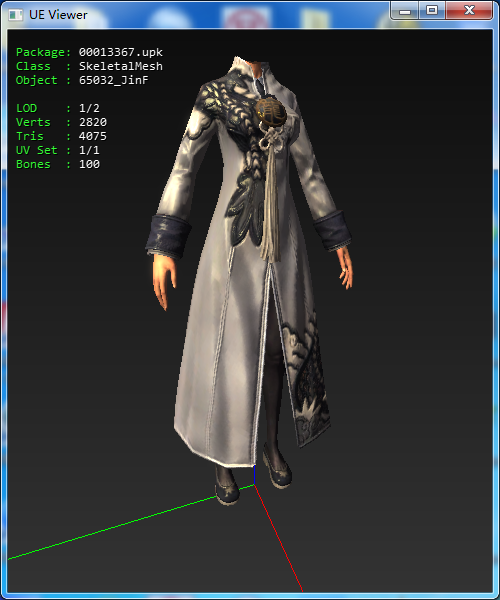 UE Viewer
Package: 00013367.upk
Class : SkeletalMesh
Object : 65032_JinF
LOD : 1/2
Verts : 2820
Tris : 4075
UV Set : 1/1
Bones : 100